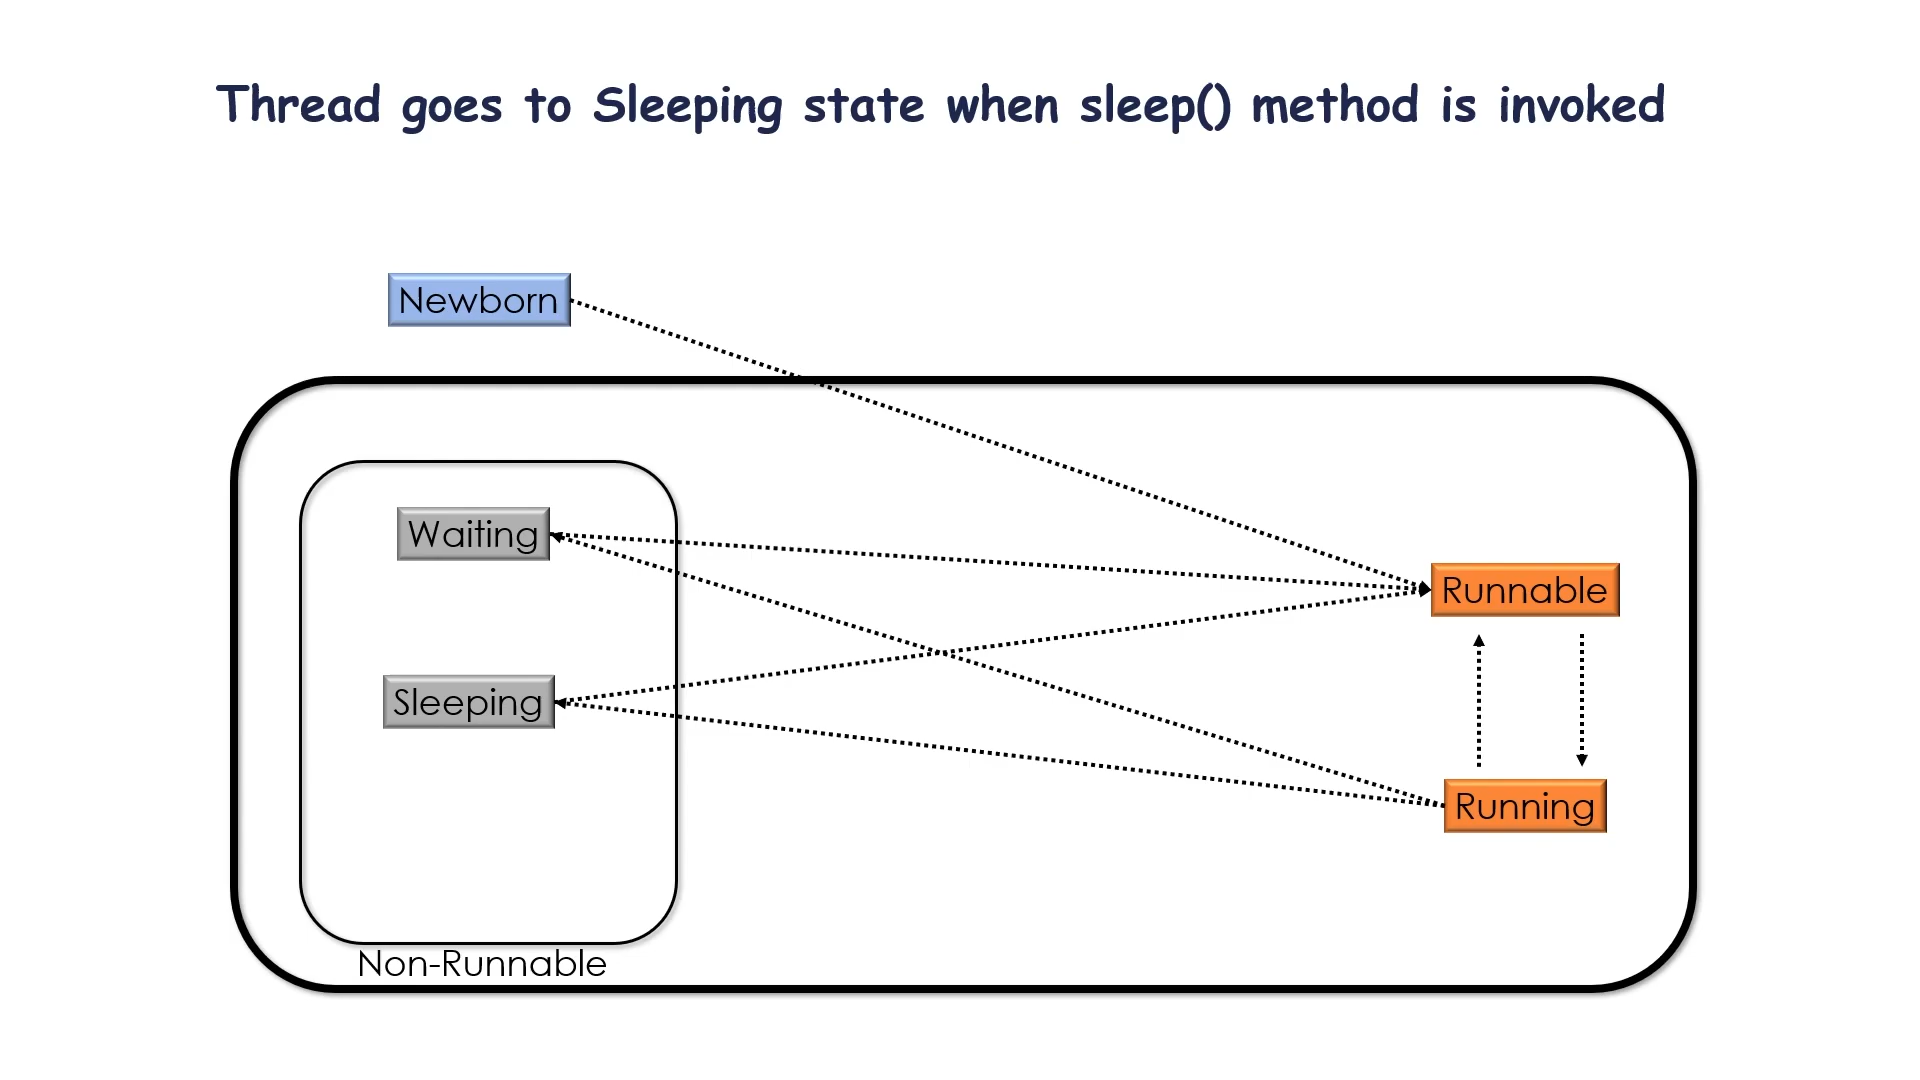 Thread goes to Sleeping state when sleep() method is invoked
Newborn
Waiting
Runnable
Sleeping
Running
Non-Runnable